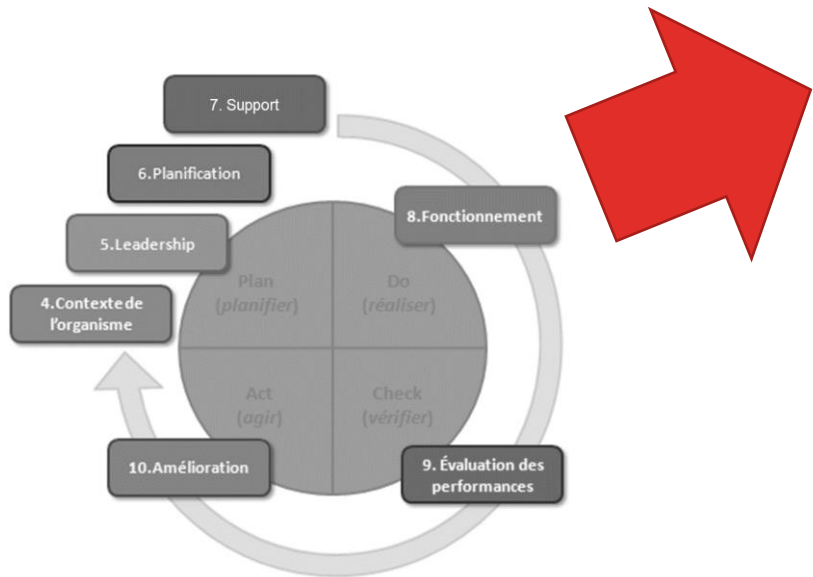 7. Support
6.Planification
8.Fonctionnement
5.Leadership
Plan
(planifier)
Do
(réaliser)
4.Contexte de
l'organisme
Act
(agir)
Check
(vérifier)
10.Amélioration
9. Évaluation des
performances